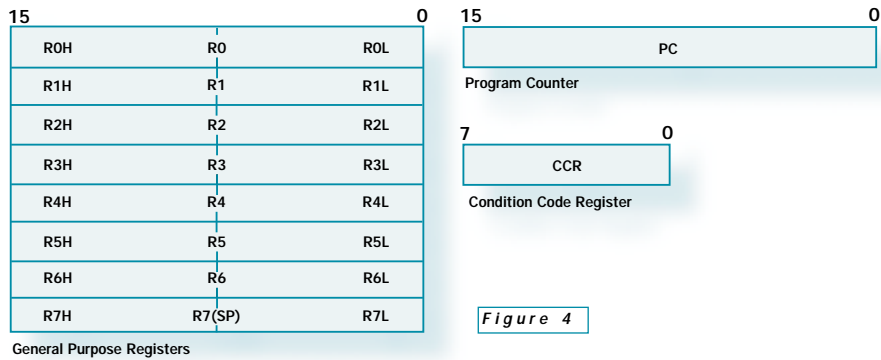 15 0
R0H R0 R0L
R1H R1 R1L
R2H R2 R2L
R3H R3 R3L
R4H R4 R4L
R5H R5 R5L
R6H R6 R6L
R7H R7(SP) R7L
General Purpose Registers
15 0
PC
Program Counter
7 0
CCR
Condition Code Register
Figure 4